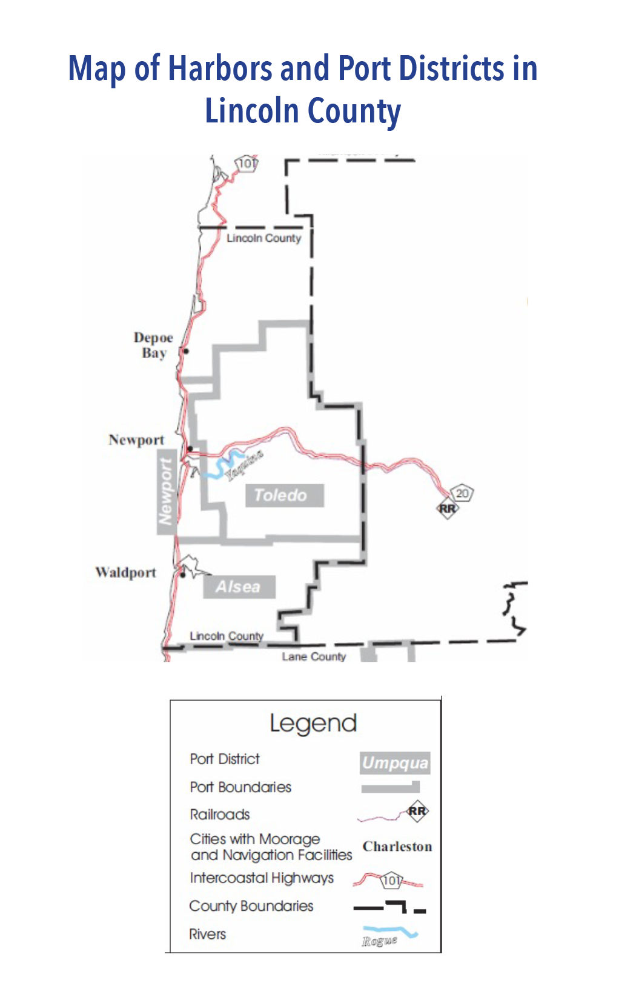 Map of Harbors and Port Districts in
Lincoln County
101
Lincoln County
Depoe
Bay
Newport
Newport
Yaquina
Toledo
20
RR
Waldport
Alsea
Lincoln County
Lane County
Legend
Port District
Umpqua
Port Boundaries
Railroads
RR
Cities with Moorage
and Navigation Facilities
Charleston
Intercoastal Highways
101
County Boundaries
Rivers
Rogue